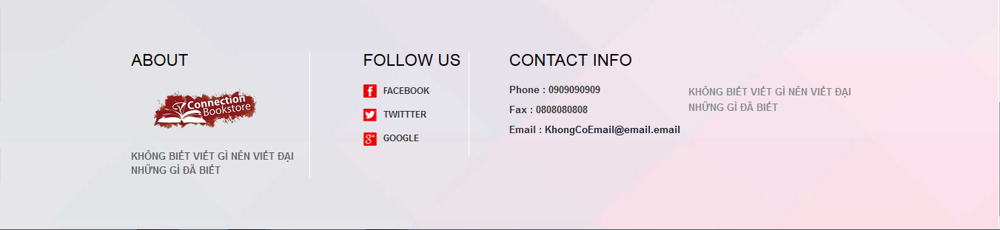 ABOUT
Connection
Bookstore
KHÔNG BIẾT VIẾT GÌ NÊN VIẾT ĐẠI
NHỮNG GÌ ĐÃ BIẾT
FOLLOW US
FACEBOOK
TWITTTER
GOOGLE
CONTACT INFO
Phone : 0909090909
Fax : 0808080808
Email : KhongCoEmail@email.email
KHÔNG BIẾT VIẾT GÌ NÊN VIẾT ĐẠI
NHỮNG GÌ ĐÃ BIẾT